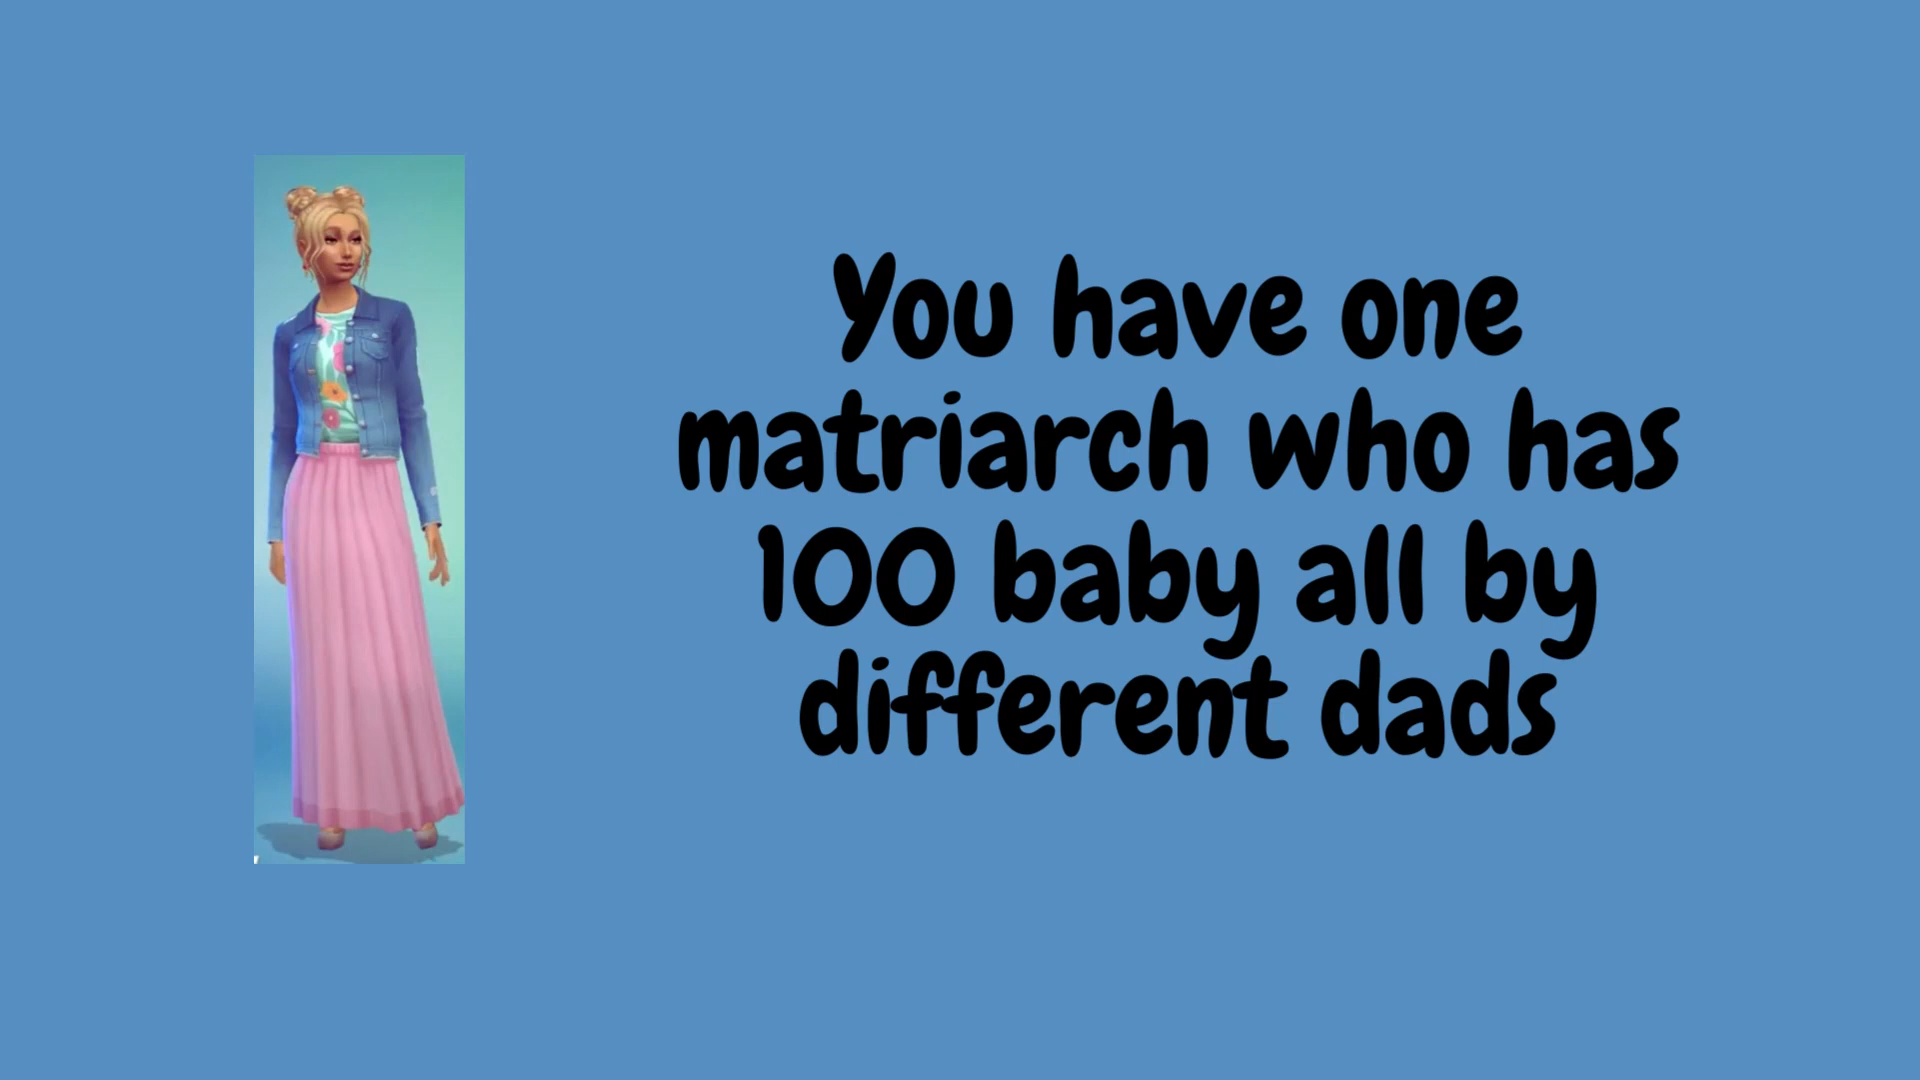 You have one
matriarch who has
100 baby all by
different dads